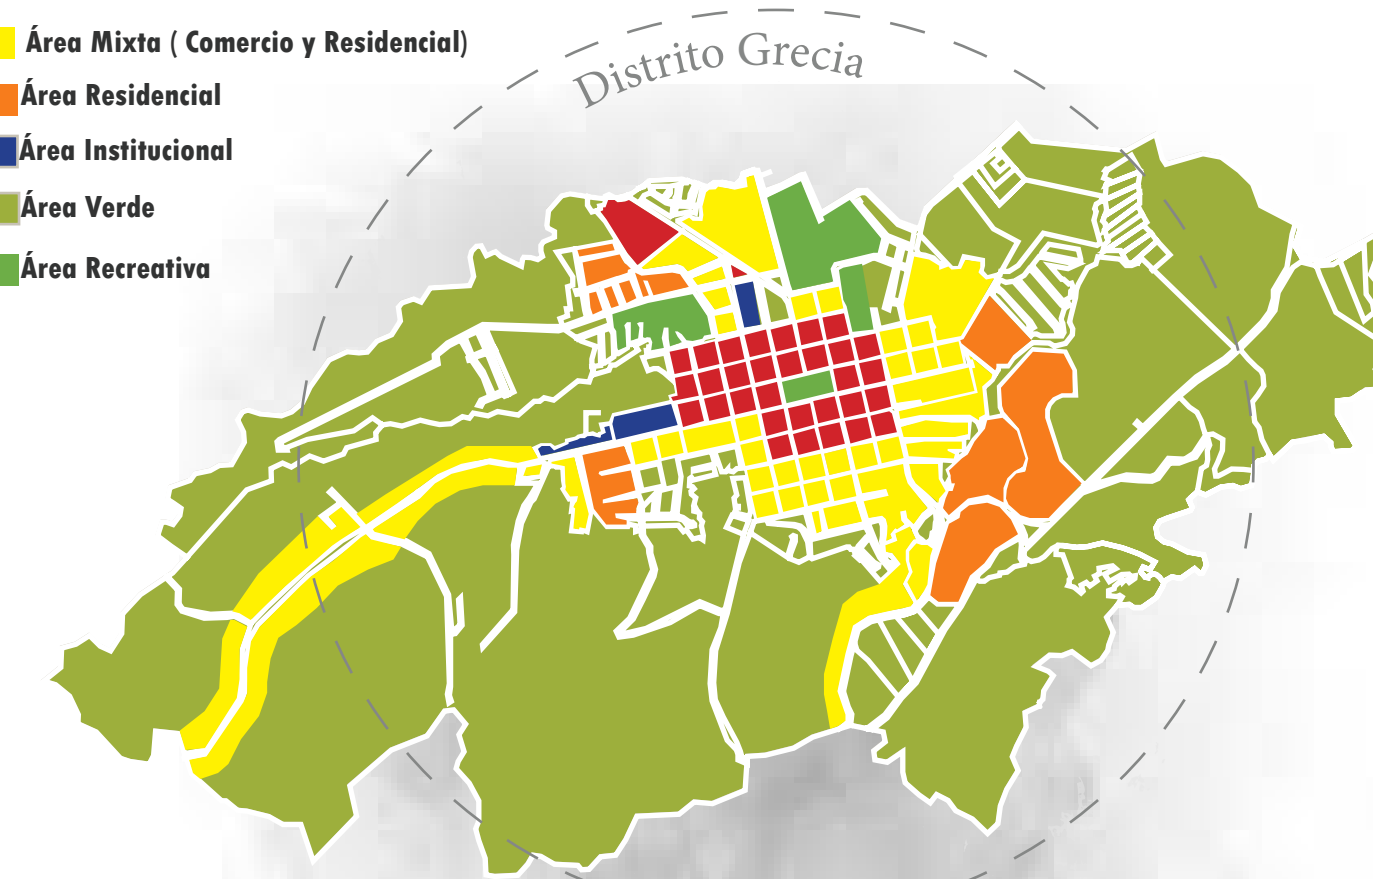 Distrito Grecia
Área Mixta ( Comercio y Residencial)
Área Residencial
Área Institucional
Área Verde
Área Recreativa